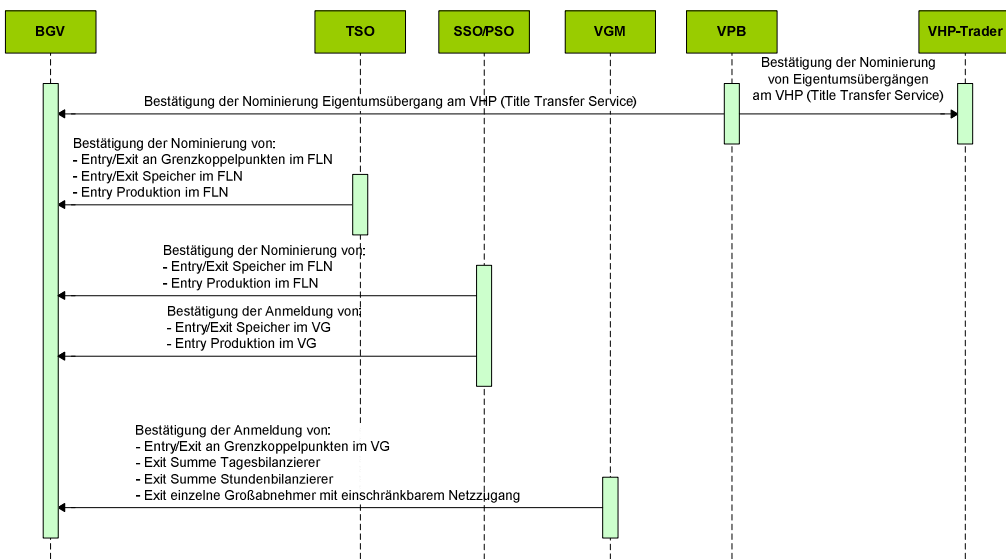 BGV
TSO
SSO/PSO
VGM
VPB
VHP-Trader
Bestätigung der Nominierung
von Eigentumsübergängen
am VHP (Title Transfer Service)
Bestätigung der Nominierung Eigentumsübergang am VHP (Title Transfer Service)
Bestätigung der Nominierung von:
- Entry/Exit an Grenzkoppelpunkten im FLN
- Entry/Exit Speicher im FLN
- Entry Produktion im FLN
Bestätigung der Nominierung von:
- Entry/Exit Speicher im FLN
- Entry Produktion im FLN
Bestätigung der Anmeldung von:
- Entry/Exit Speicher im VG
- Entry Produktion im VG
Bestätigung der Anmeldung von:
- Entry/Exit an Grenzkoppelpunkten im VG
- Exit Summe Tagesbilanzierer
- Exit Summe Stundenbilanzierer
- Exit einzelne Großabnehmer mit einschränkbarem Netzzugang